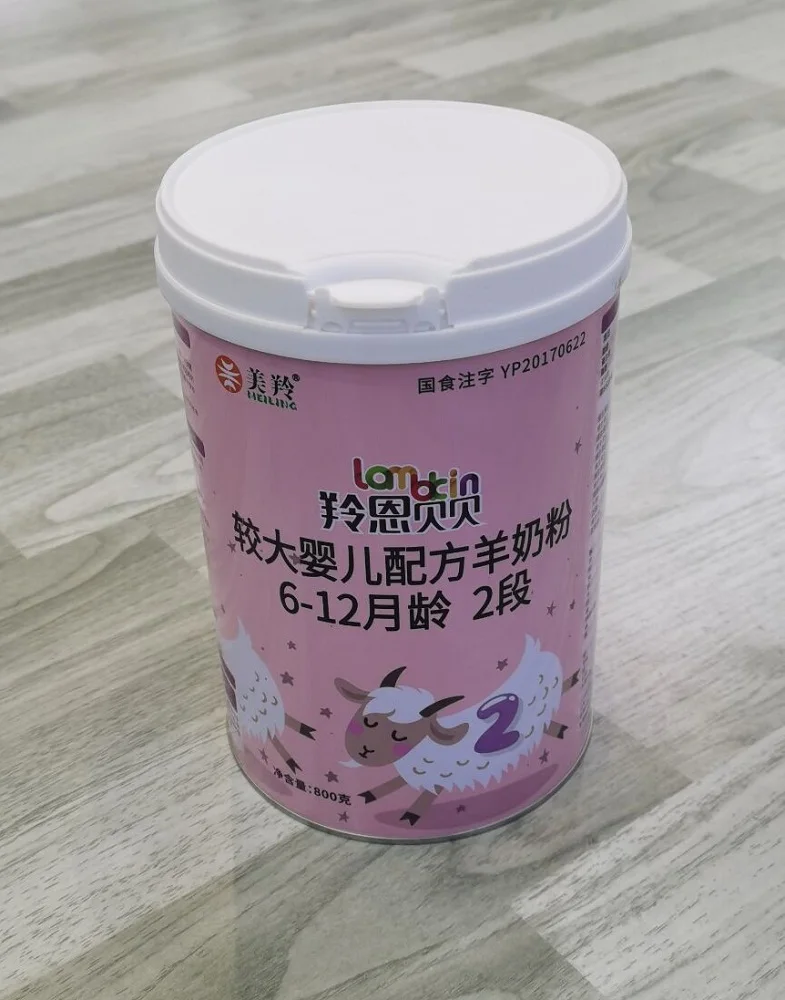 美羚®
MEILING
国食注字 YP20170622
Lambcin
羚恩贝贝
较大婴儿配方羊奶粉
6-12月龄 2段
2
净含量:800克